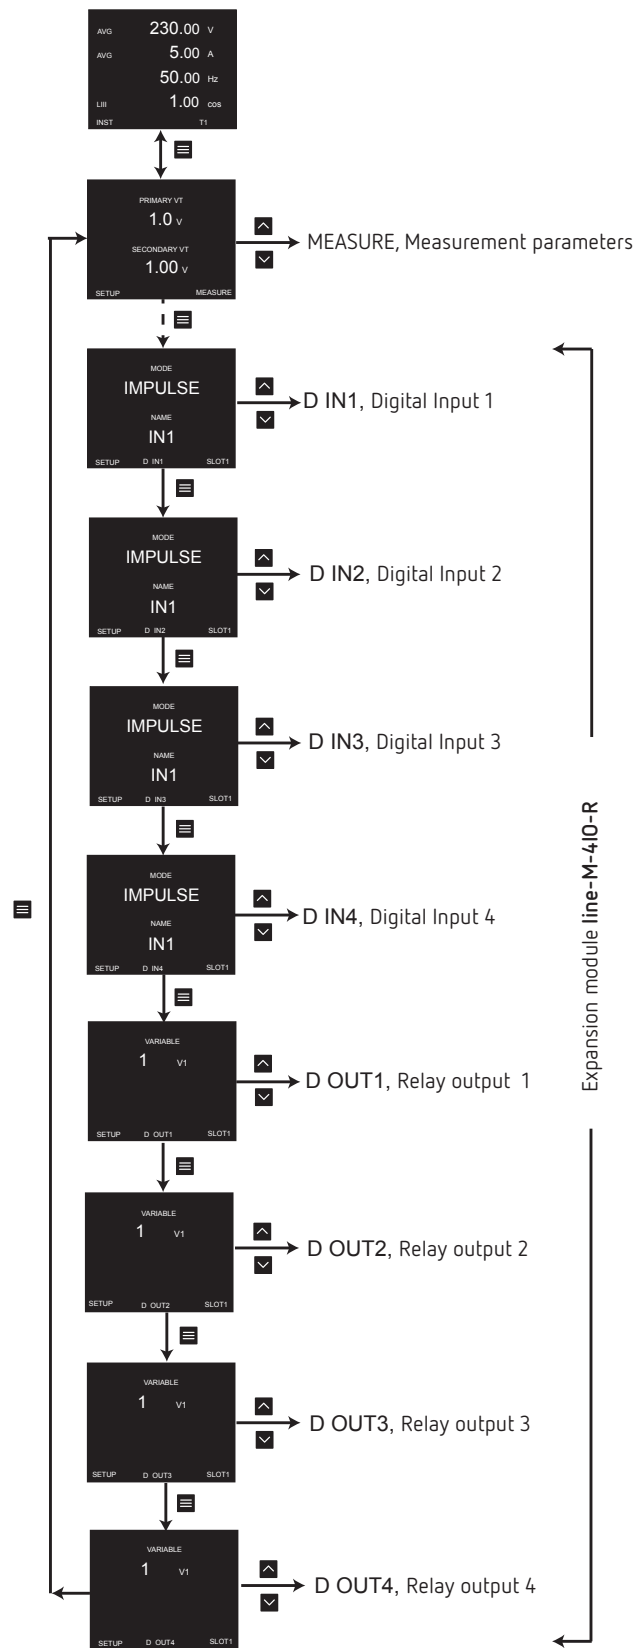 AVG 230.00 V
AVG 5.00 A
50.00 Hz
LIII 1.00 cos
INST T1
PRIMARY VT
1.0 V
SECONDARY VT
1.00 V
SETUP MEASURE
MEASURE, Measurement parameters
MODE
IMPULSE
NAME
IN1
SETUP D IN1 SLOT1
D IN1, Digital Input 1
MODE
IMPULSE
NAME
IN1
SETUP D IN2 SLOT1
D IN2, Digital Input 2
MODE
IMPULSE
NAME
IN1
SETUP D IN3 SLOT1
D IN3, Digital Input 3
MODE
IMPULSE
NAME
IN1
SETUP D IN4 SLOT1
D IN4, Digital Input 4
VARIABLE
1 V1
SETUP D OUT1 SLOT1
D OUT1, Relay output 1
VARIABLE
1 V1
SETUP D OUT2 SLOT1
D OUT2, Relay output 2
VARIABLE
1 V1
SETUP D OUT3 SLOT1
D OUT3, Relay output 3
VARIABLE
1 V1
SETUP D OUT4 SLOT1
D OUT4, Relay output 4
Expansion module line-M-4IO-R